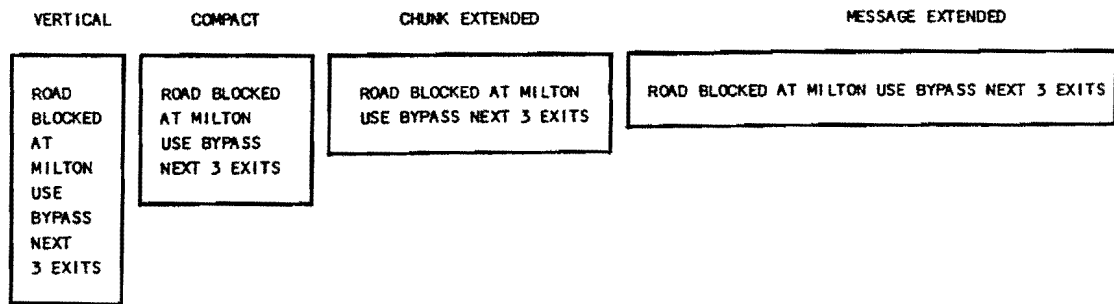 VERTICAL
ROAD
BLOCKED
AT
MILTON
USE
BYPASS
NEXT
3 EXITS
COMPACT
ROAD BLOCKED
AT MILTON
USE BYPASS
NEXT 3 EXITS
CHUNK EXTENDED
ROAD BLOCKED AT MILTON
USE BYPASS NEXT 3 EXITS
MESSAGE EXTENDED
ROAD BLOCKED AT MILTON USE BYPASS NEXT 3 EXITS